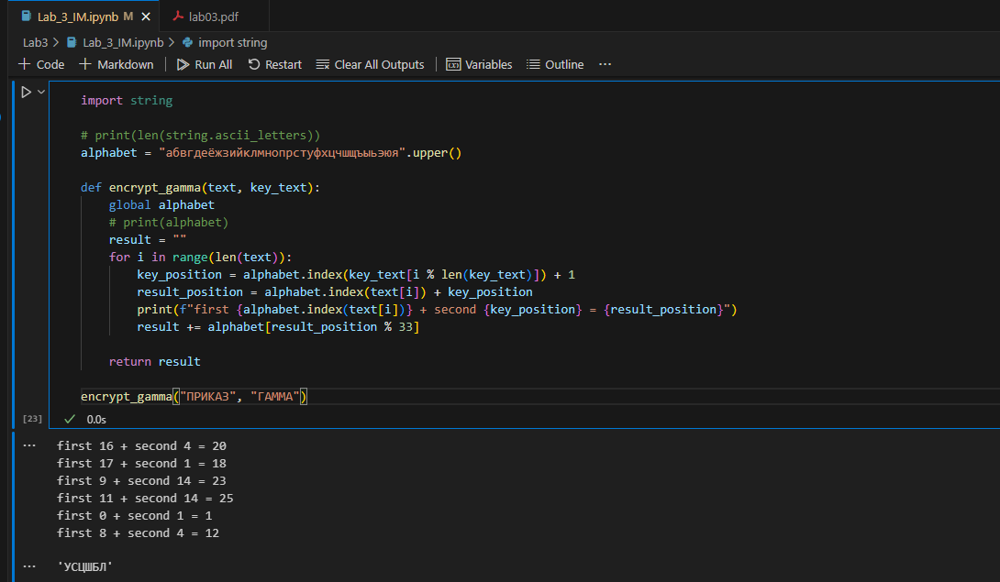 Lab_3_IM.ipynb M
lab03.pdf
Lab3 > Lab_3_IM.ipynb > import string
+ Code + Markdown | Run All Restart Clear All Outputs | Variables Outline ...
import string
# print(len(string.ascii_letters))
alphabet = "абвгдеёжзийклмнопрстуфхцчшщъыьэюя".upper()
def encrypt_gamma(text, key_text):
    global alphabet
    # print(alphabet)
    result = ""
    for i in range(len(text)):
        key_position = alphabet.index(key_text[i % len(key_text)]) + 1
        result_position = alphabet.index(text[i]) + key_position
        print(f"first {alphabet.index(text[i])} + second {key_position} = {result_position}")
        result += alphabet[result_position % 33]
    return result
encrypt_gamma("ПРИКАЗ", "ГАММА")
[23] 0.0s
first 16 + second 4 = 20
first 17 + second 1 = 18
first 9 + second 14 = 23
first 11 + second 14 = 25
first 0 + second 1 = 1
first 8 + second 4 = 12
'УСЦШБЛ'